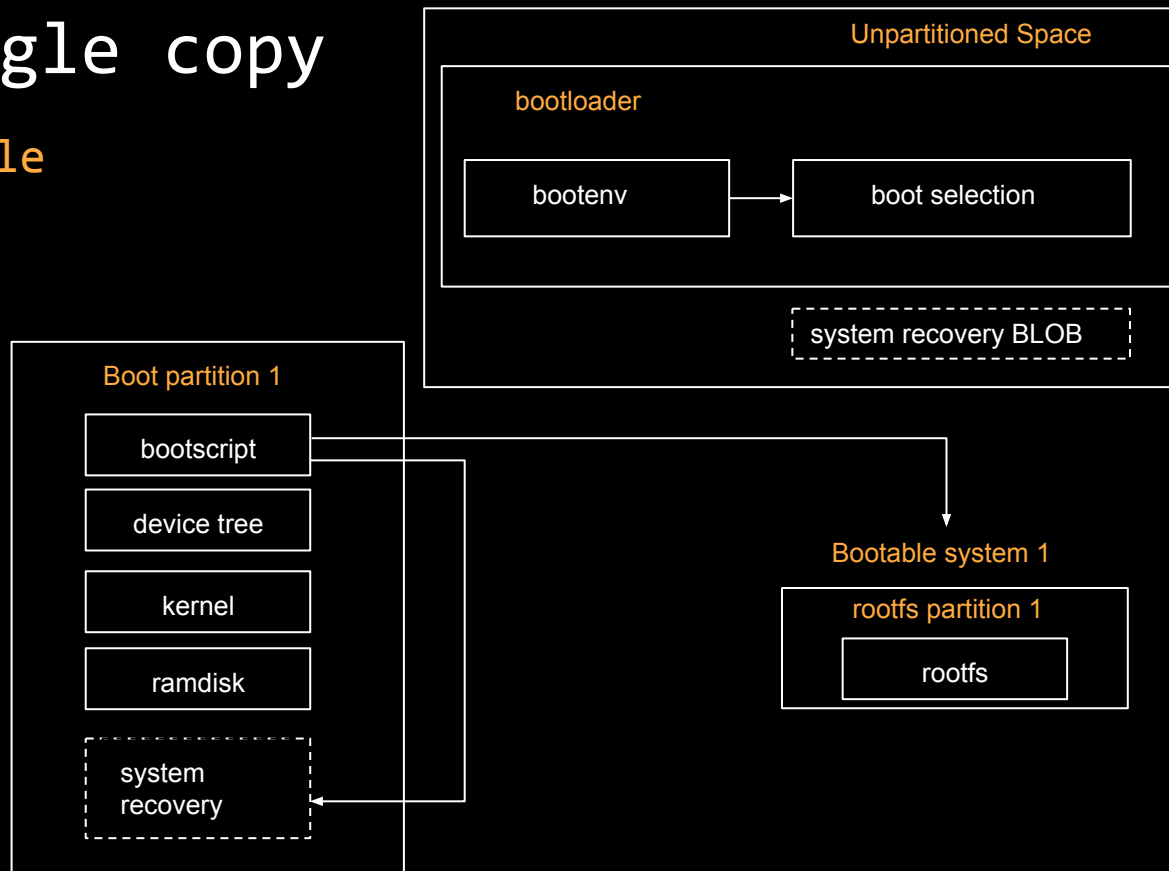 gle copy
le
Unpartitioned Space
bootloader
bootenv
boot selection
system recovery BLOB
Boot partition 1
bootscript
device tree
kernel
ramdisk
system
recovery
Bootable system 1
rootfs partition 1
rootfs